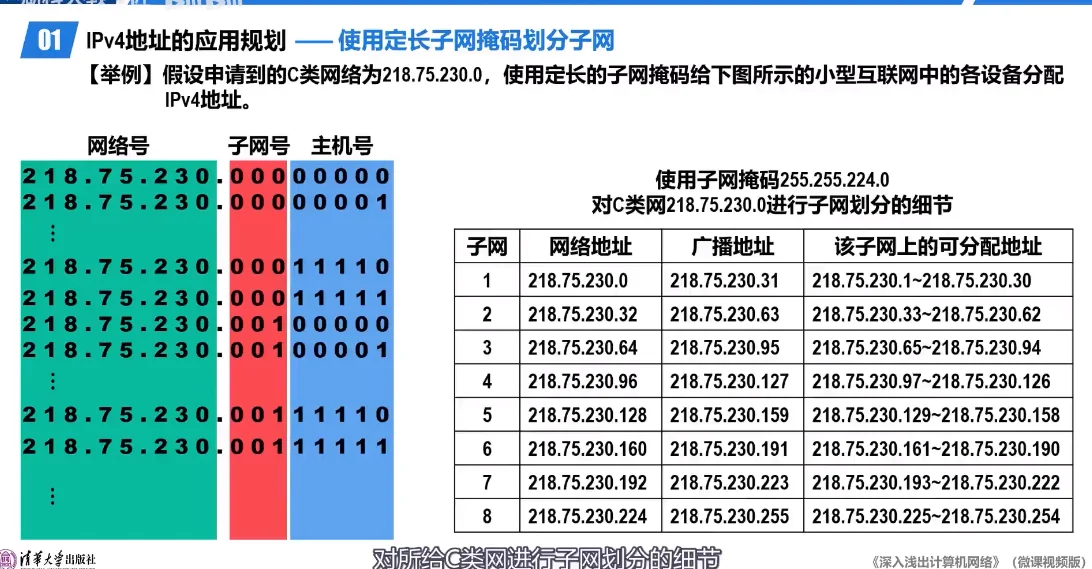 01 IPv4地址的应用规划 —— 使用定长子网掩码划分子网
【举例】假设申请到的C类网络为218.75.230.0，使用定长的子网掩码给下图所示的小型互联网中的各设备分配
IPv4地址。
网络号 子网号 主机号
218.75.230.00000000
218.75.230.00000001
⋮
218.75.230.00011110
218.75.230.00011111
218.75.230.00100000
218.75.230.00100001
⋮
218.75.230.00111110
218.75.230.00111111
⋮
使用子网掩码255.255.224.0
对C类网218.75.230.0进行子网划分的细节
子网 网络地址 广播地址 该子网上的可分配地址
1 218.75.230.0 218.75.230.31 218.75.230.1~218.75.230.30
2 218.75.230.32 218.75.230.63 218.75.230.33~218.75.230.62
3 218.75.230.64 218.75.230.95 218.75.230.65~218.75.230.94
4 218.75.230.96 218.75.230.127 218.75.230.97~218.75.230.126
5 218.75.230.128 218.75.230.159 218.75.230.129~218.75.230.158
6 218.75.230.160 218.75.230.191 218.75.230.161~218.75.230.190
7 218.75.230.192 218.75.230.223 218.75.230.193~218.75.230.222
8 218.75.230.224 218.75.230.255 218.75.230.225~218.75.230.254
清华大学出版社
对所给C类网进行子网划分的细节
《深入浅出计算机网络》（微课视频版）